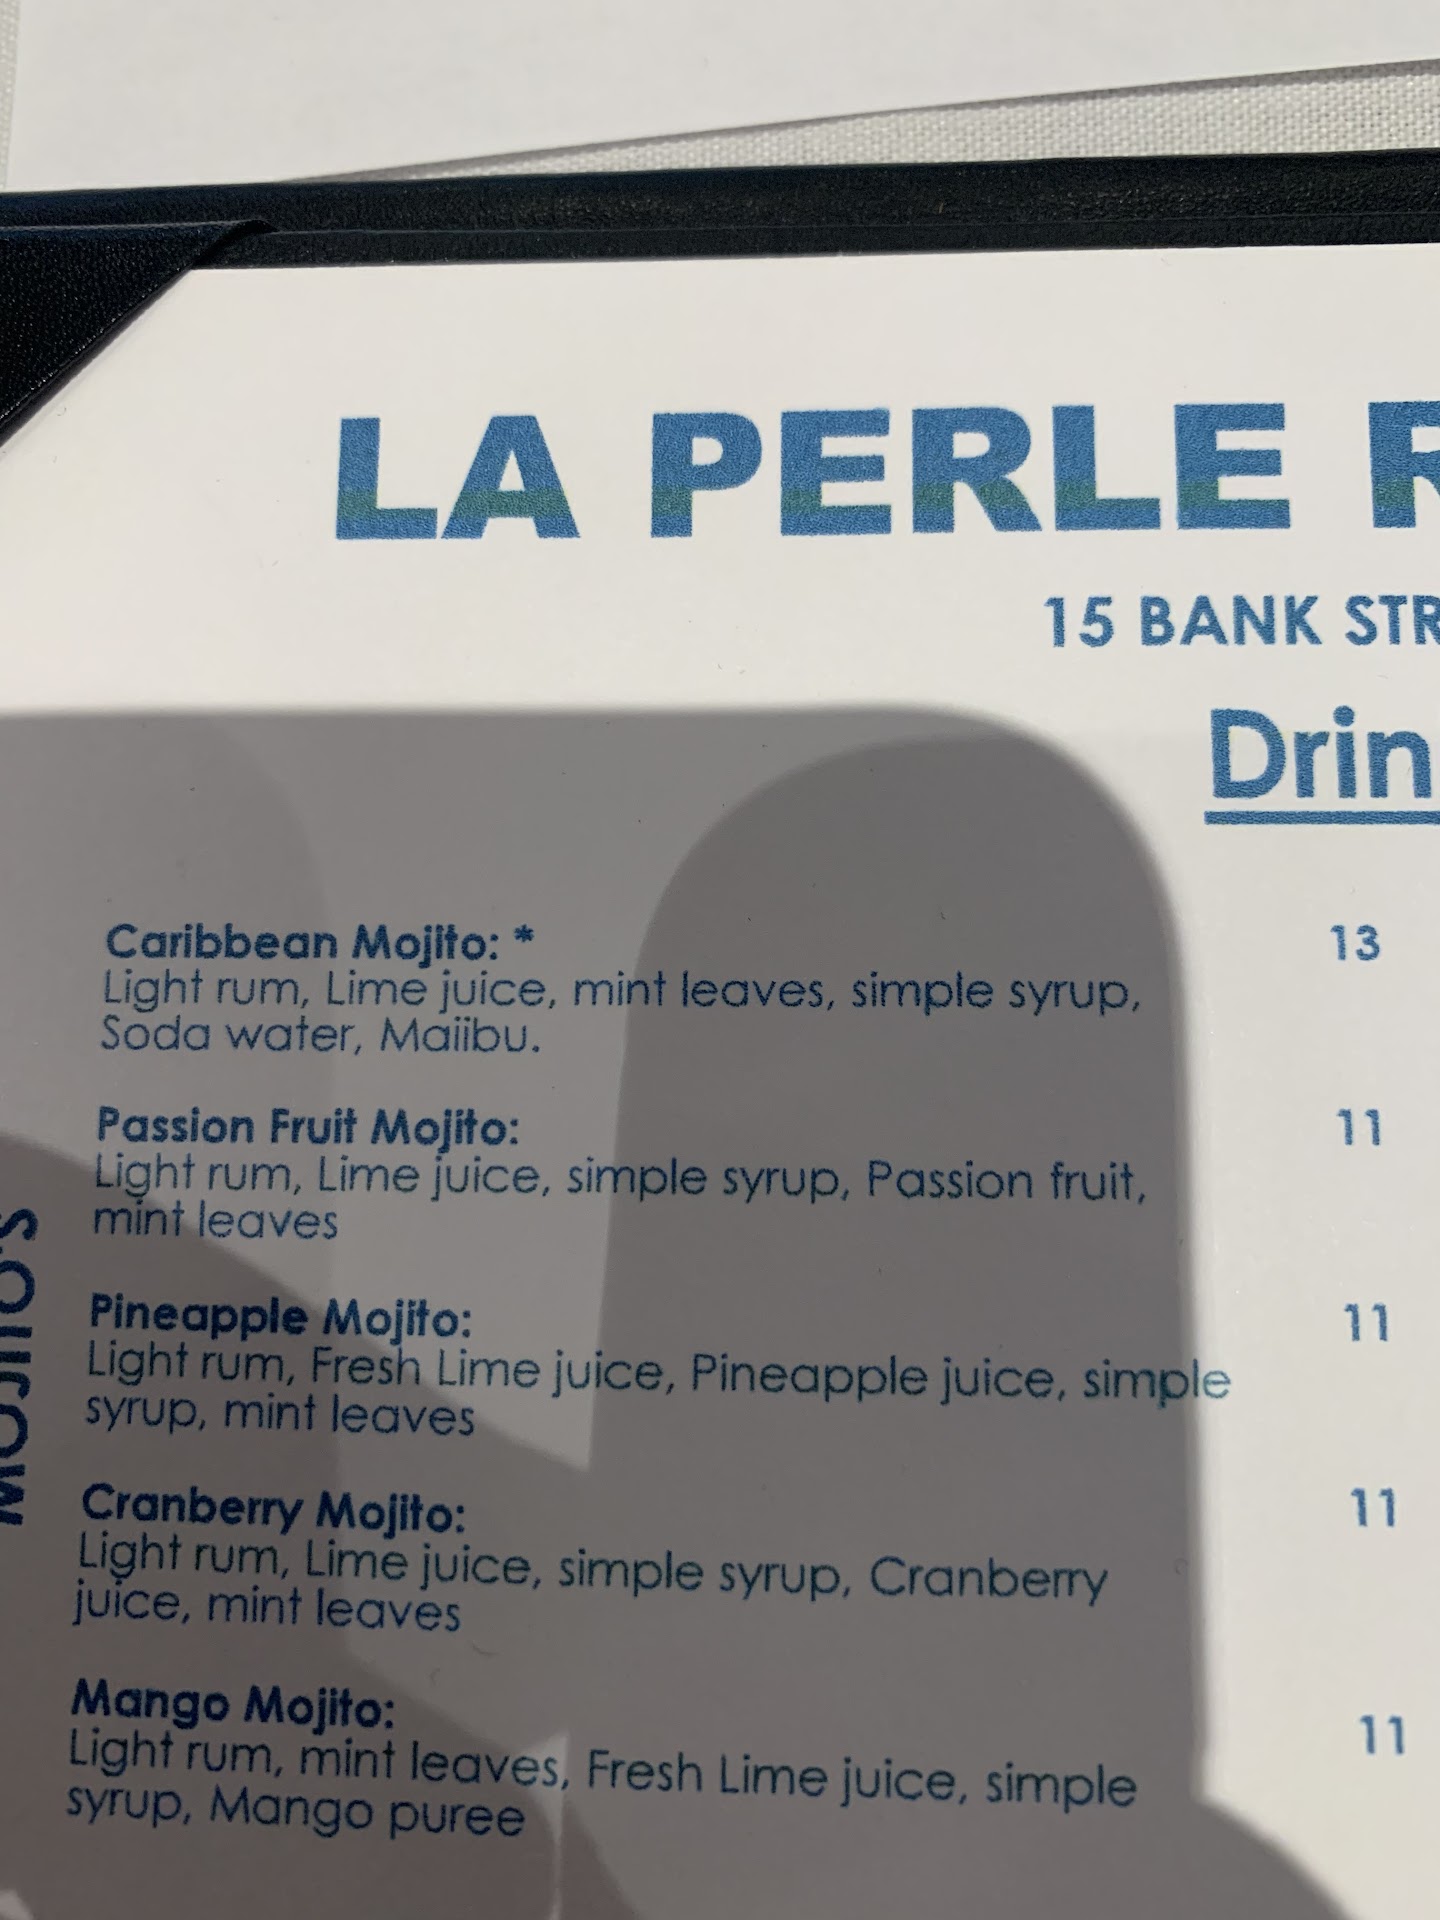 LA PERLE R
15 BANK STR
Drin
MOJITOS
Caribbean Mojito: * 13
Light rum, Lime juice, mint leaves, simple syrup,
Soda water, Maiibu.
Passion Fruit Mojito: 11
Light rum, Lime juice, simple syrup, Passion fruit,
mint leaves
Pineapple Mojito: 11
Light rum, Fresh Lime juice, Pineapple juice, simple
syrup, mint leaves
Cranberry Mojito: 11
Light rum, Lime juice, simple syrup, Cranberry
juice, mint leaves
Mango Mojito: 11
Light rum, mint leaves, Fresh Lime juice, simple
syrup, Mango puree